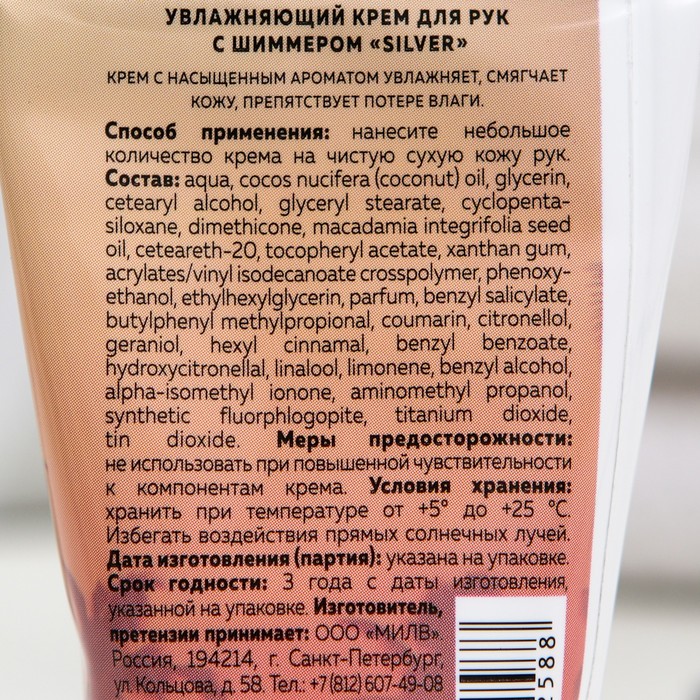 УВЛАЖНЯЮЩИЙ КРЕМ ДЛЯ РУК
С ШИММЕРОМ «SILVER»
КРЕМ С НАСЫЩЕННЫМ АРОМАТОМ УВЛАЖНЯЕТ, СМЯГЧАЕТ
КОЖУ, ПРЕПЯТСТВУЕТ ПОТЕРЕ ВЛАГИ.
Способ применения: нанесите небольшое
количество крема на чистую сухую кожу рук.
Состав: aqua, cocos nucifera (coconut) oil, glycerin,
cetearyl alcohol, glyceryl stearate, cyclopenta-
siloxane, dimethicone, macadamia integrifolia seed
oil, ceteareth-20, tocopheryl acetate, xanthan gum,
acrylates/vinyl isodecanoate crosspolymer, phenoxy-
ethanol, ethylhexylglycerin, parfum, benzyl salicylate,
butylphenyl methylpropional, coumarin, citronellol,
geraniol, hexyl cinnamal, benzyl benzoate,
hydroxycitronellal, linalool, limonene, benzyl alcohol,
alpha-isomethyl ionone, aminomethyl propanol,
synthetic fluorphlogopite, titanium dioxide,
tin dioxide. Меры предосторожности:
не использовать при повышенной чувствительности
к компонентам крема. Условия хранения:
хранить при температуре от +5° до +25 °С.
Избегать воздействия прямых солнечных лучей.
Дата изготовления (партия): указана на упаковке.
Срок годности: 3 года с даты изготовления,
указанной на упаковке. Изготовитель,
претензии принимает: ООО «МИЛВ».
Россия, 194214, г. Санкт-Петербург,
ул. Кольцова, д. 58. Тел.: +7 (812) 607-49-08
2588